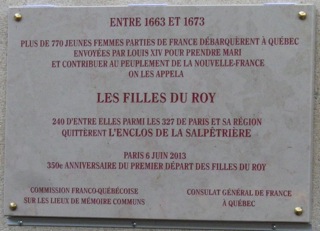 ENTRE 1663 ET 1673
PLUS DE 770 JEUNES FEMMES PARTIES DE FRANCE DÉBARQUÈRENT À QUÉBEC
ENVOYÉES PAR LOUIS XIV POUR PRENDRE MARI
ET CONTRIBUER AU PEUPLEMENT DE LA NOUVELLE-FRANCE
ON LES APPELA
LES FILLES DU ROY
240 D'ENTRE ELLES PARMI LES 327 DE PARIS ET SA RÉGION
QUITTÈRENT L'ENCLOS DE LA SALPÊTRIÈRE
PARIS 6 JUIN 2013
350e ANNIVERSAIRE DU PREMIER DÉPART DES FILLES DU ROY
COMMISSION FRANCO-QUÉBÉCOISE
SUR LES LIEUX DE MÉMOIRE COMMUNS
CONSULAT GÉNÉRAL DE FRANCE
À QUÉBEC